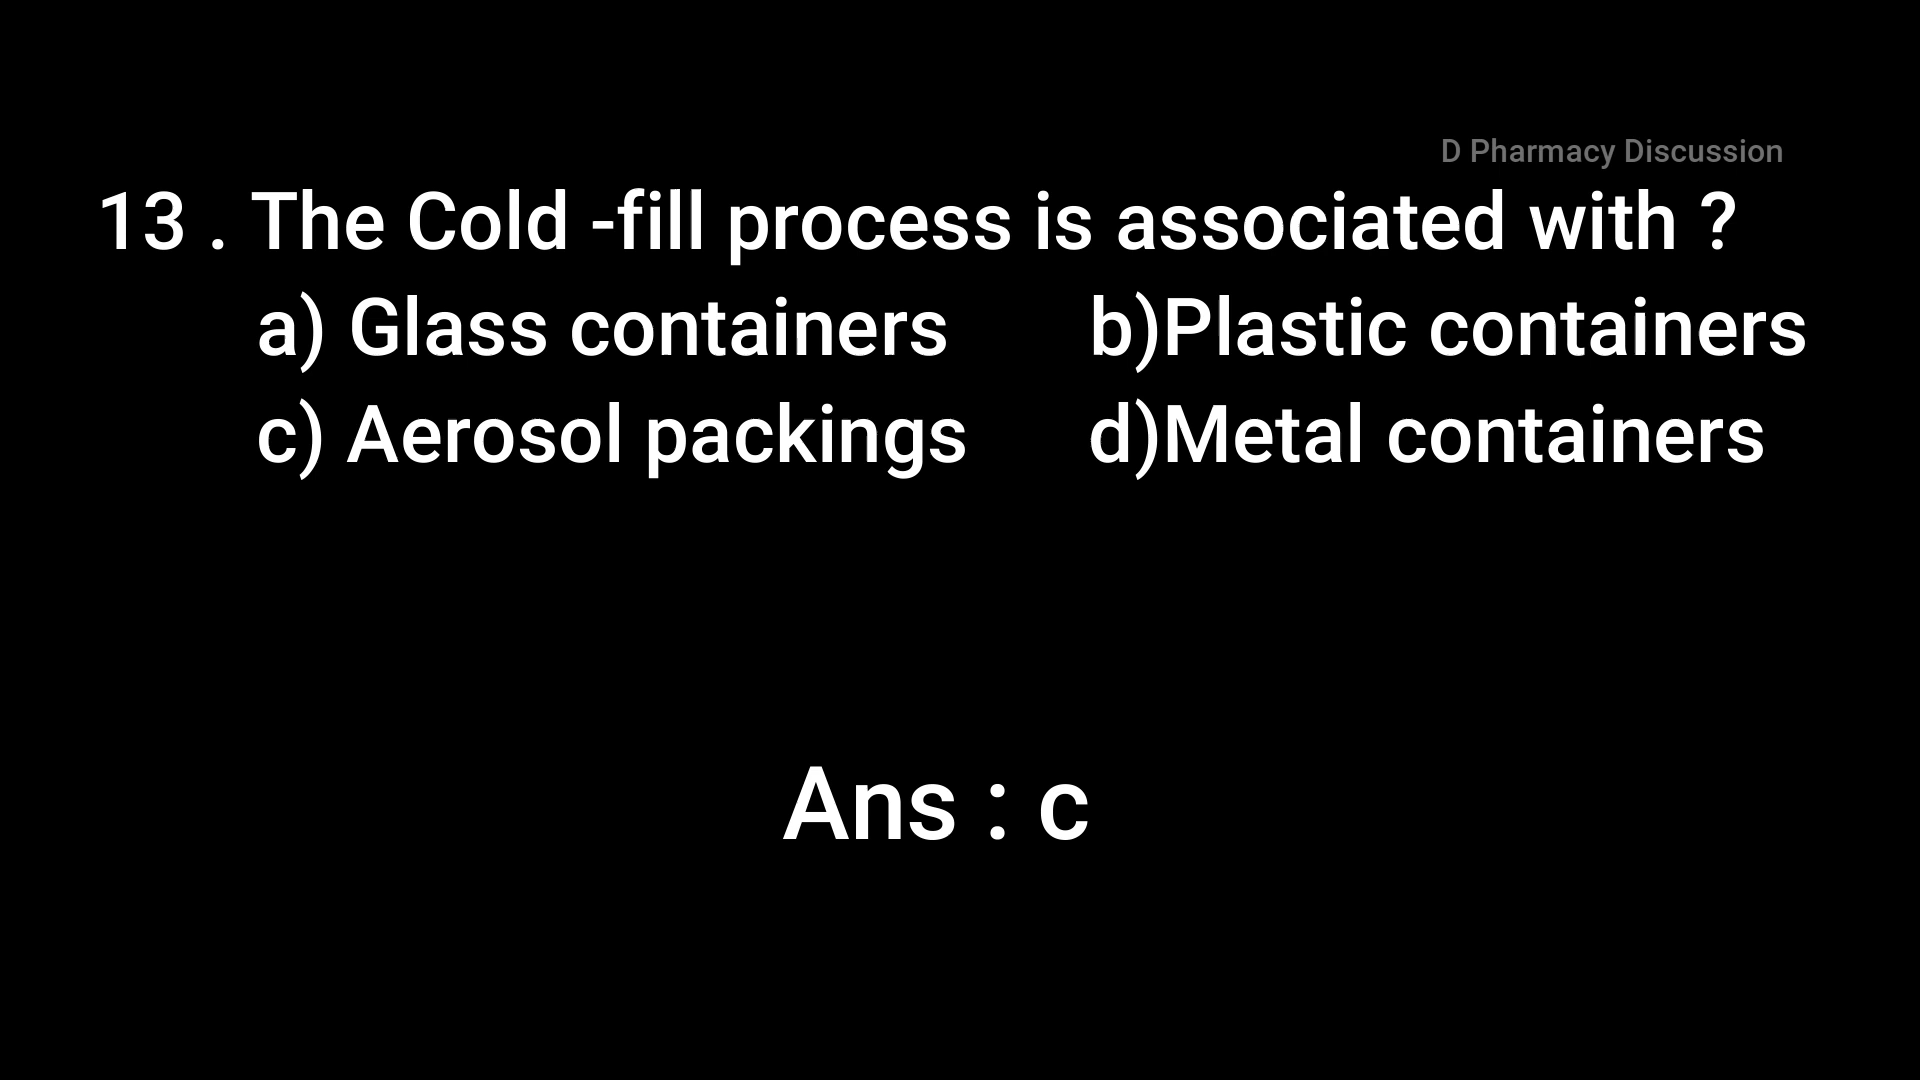 D Pharmacy Discussion
13 . The Cold -fill process is associated with ?
a) Glass containers b)Plastic containers
c) Aerosol packings d)Metal containers
Ans : c